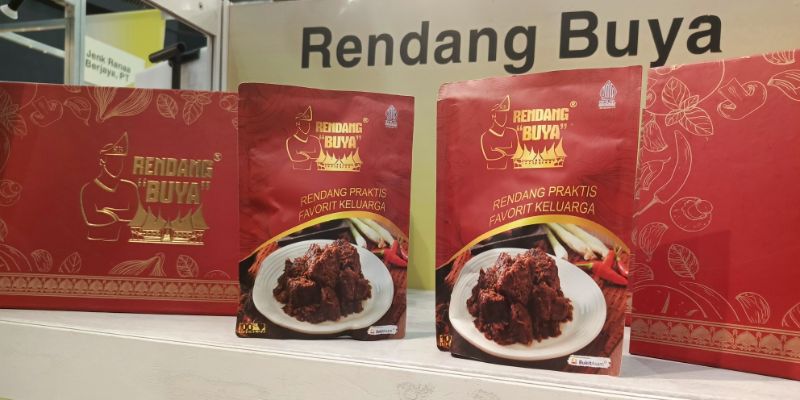 Rendang Buya
Jenk Ranaa
Berjaya, PT
RENDANG®
"BUYA"
RENDANG®
"BUYA"
RENDANG PRAKTIS
FAVORIT KELUARGA
RENDANG®
"BUYA"
RENDANG PRAKTIS
FAVORIT KELUARGA